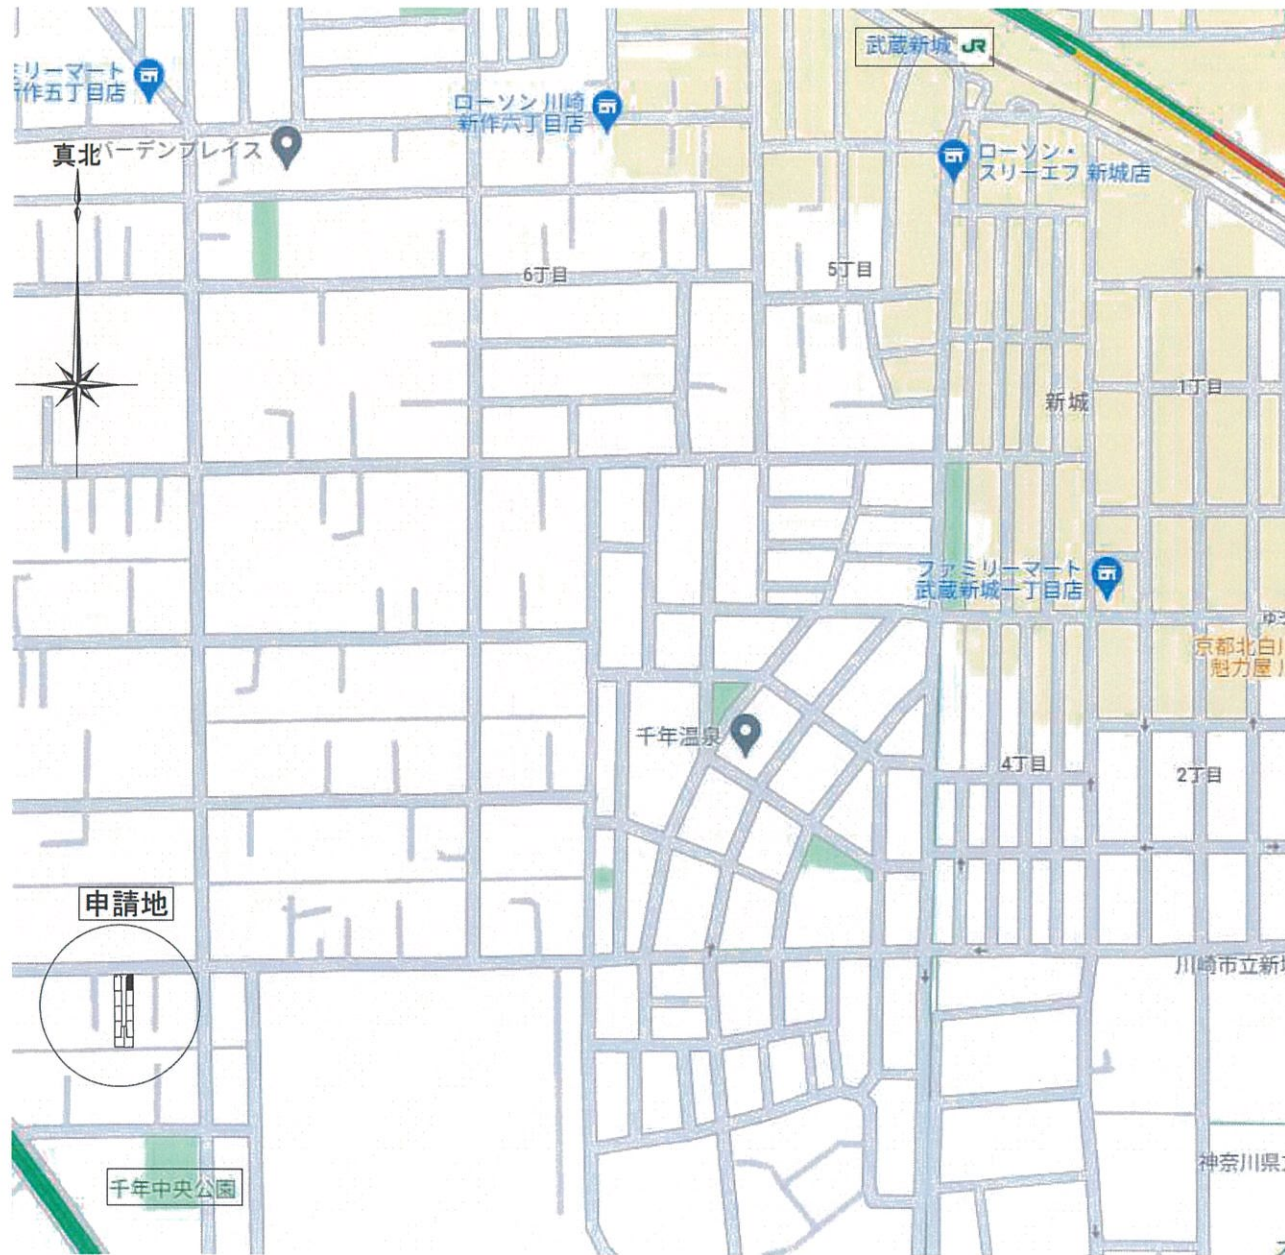 武蔵新城 JR
ミリーマート
作五丁目店
ローソン 川崎
新作六丁目店
真北
バーデンプレイス
ローソン・
スリーエフ 新城店
6丁目
5丁目
新城
1丁目
ファミリーマート
武蔵新城一丁目店
京都北白川
魁力屋
千年温泉
4丁目
2丁目
申請地
川崎市立新城
神奈川県
千年中央公園